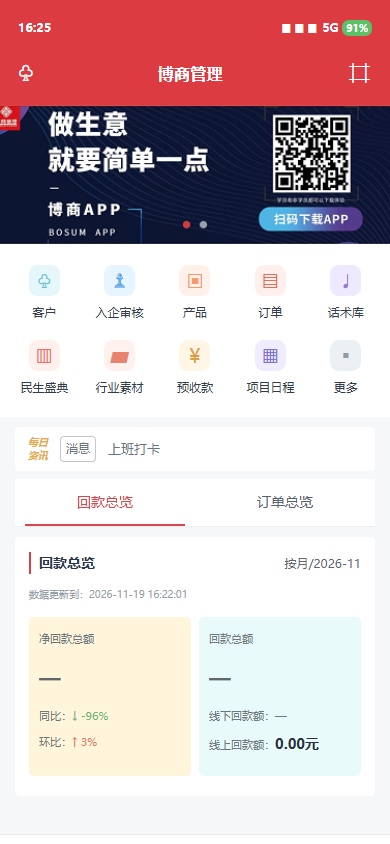 16:25
5G 91%
博商管理
做生意
就要简单一点
博商APP
BOSUM APP
扫码下载APP
客户
入企审核
产品
订单
话术库
民生盛典
行业素材
预收款
项目日程
更多
每日
资讯
消息
上班打卡
回款总览
订单总览
回款总览
按月/2026-11
数据更新到：2026-11-19 16:22:01
净回款总额
—
同比：↓-96%
环比：↑3%
回款总额
—
线下回款额：—
线上回款额：0.00元